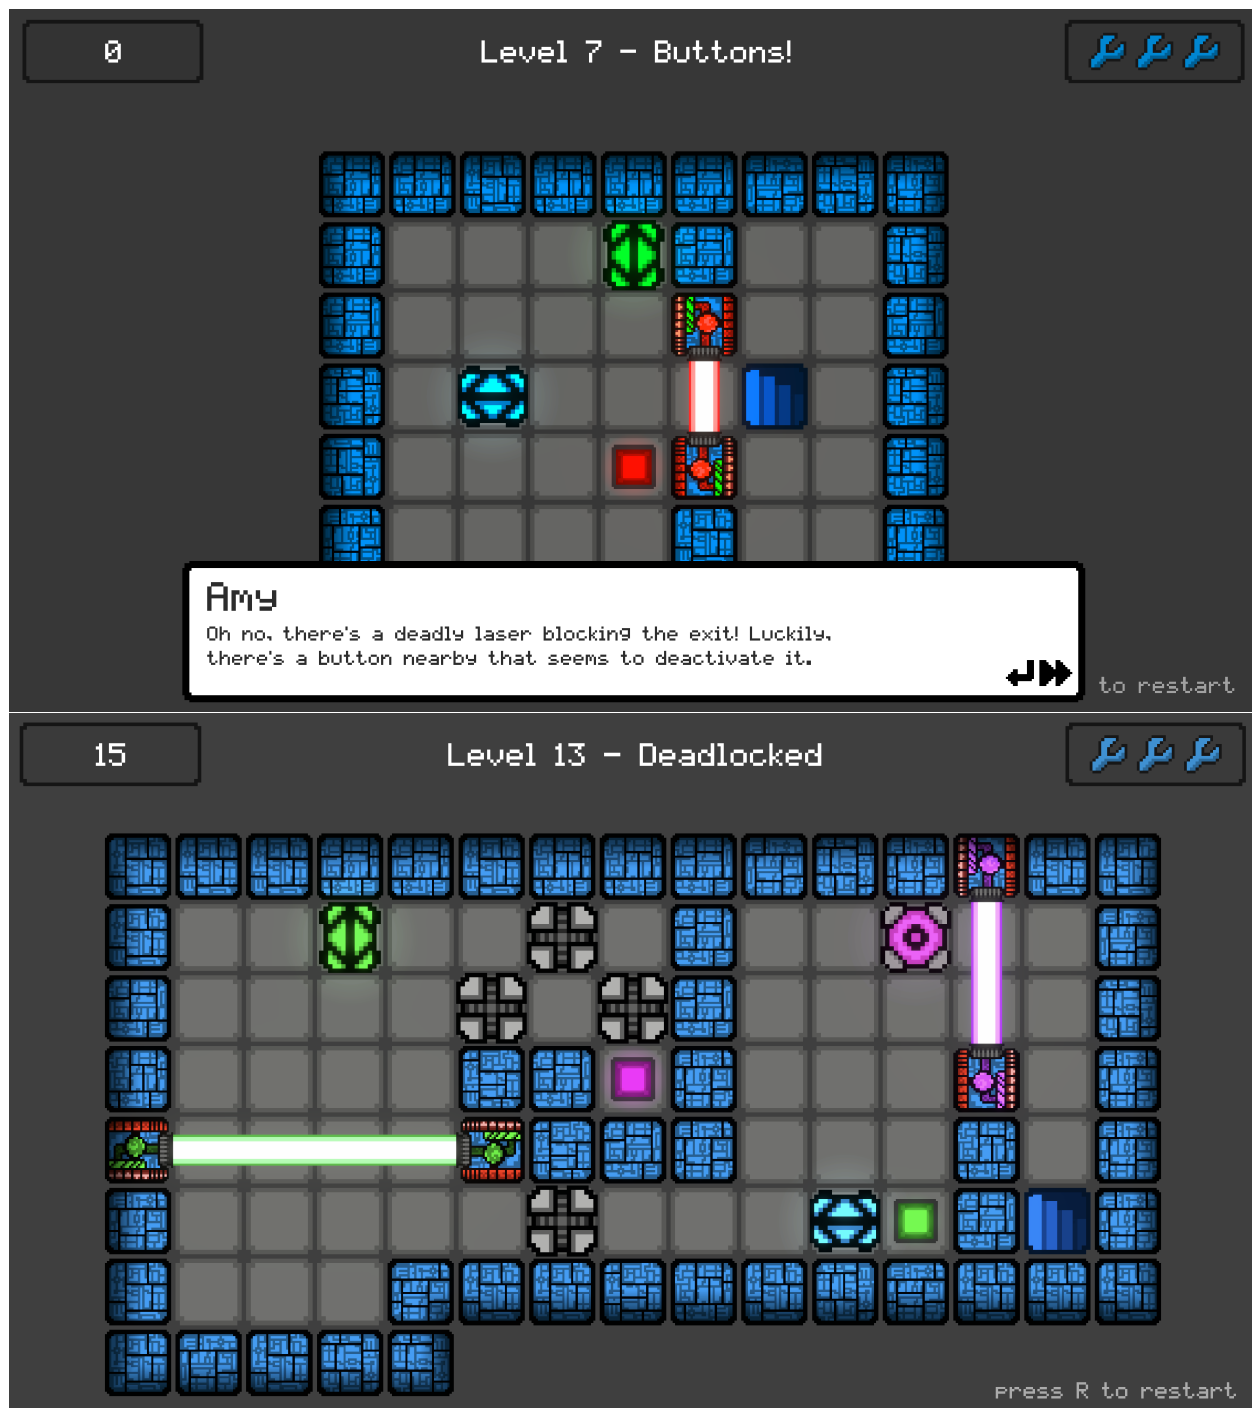 0
Level 7 - Buttons!
Amy
Oh no, there's a deadly laser blocking the exit! Luckily,
there's a button nearby that seems to deactivate it.
to restart
15
Level 13 - Deadlocked
press R to restart